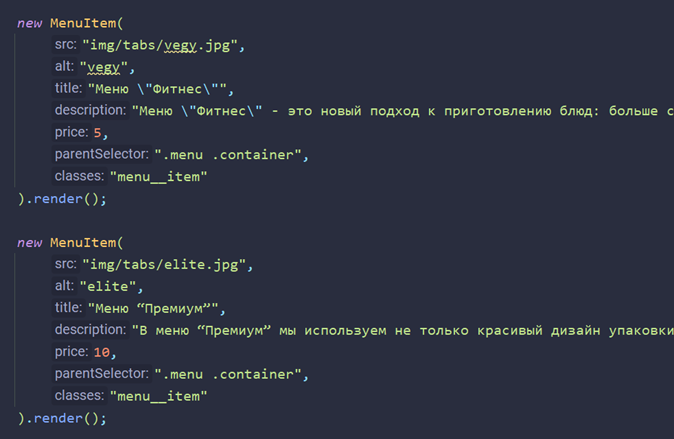 new MenuItem(
src: "img/tabs/vegy.jpg",
alt: "vegy",
title: "Меню \"Фитнес\"",
description: "Меню \"Фитнес\" - это новый подход к приготовлению блюд: больше с
price: 5,
parentSelector: ".menu .container",
classes: "menu__item"
).render();
new MenuItem(
src: "img/tabs/elite.jpg",
alt: "elite",
title: "Меню “Премиум”",
description: "В меню “Премиум” мы используем не только красивый дизайн упаковки
price: 10,
parentSelector: ".menu .container",
classes: "menu__item"
).render();